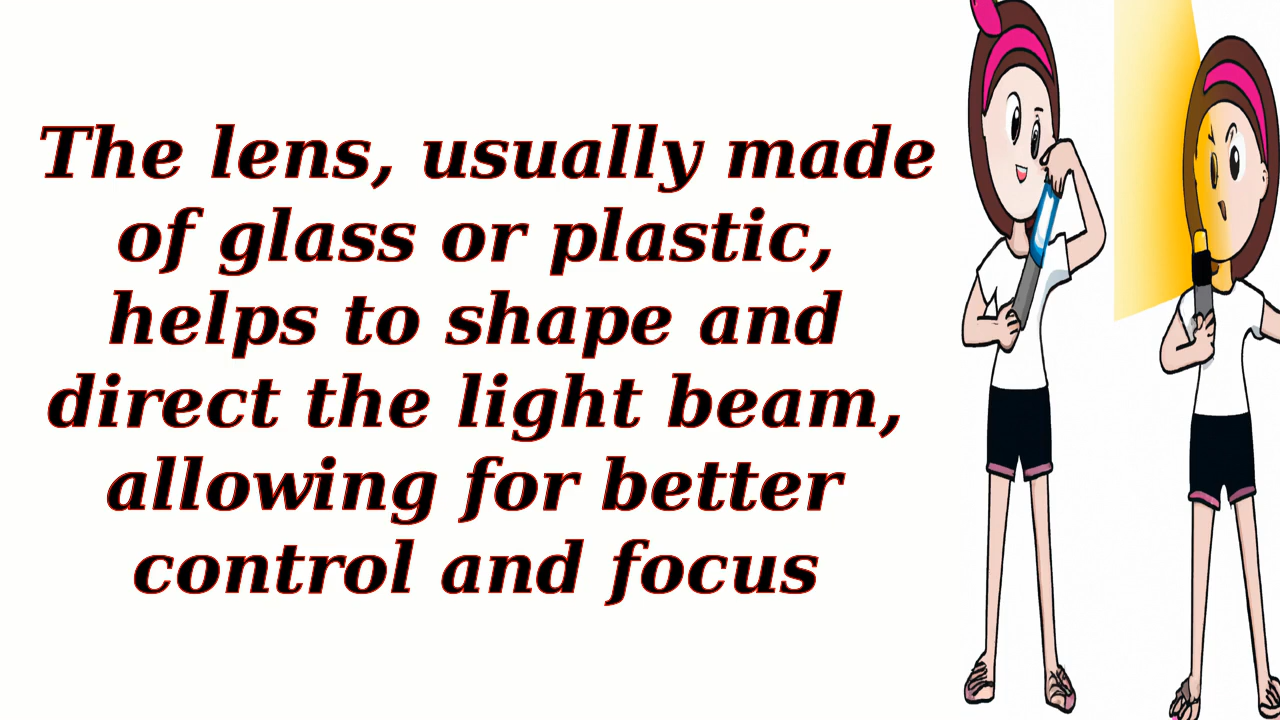 The lens, usually made
of glass or plastic,
helps to shape and
direct the light beam,
allowing for better
control and focus